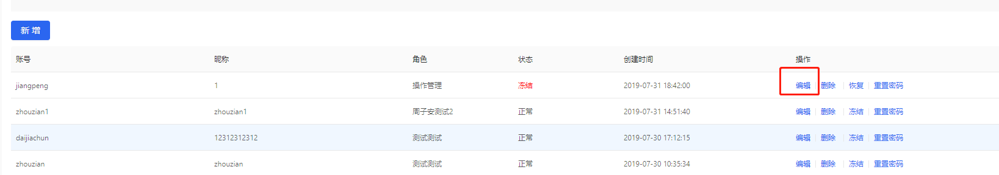 新 增
账号 昵称 角色 状态 创建时间 操作
jiangpeng 1 操作管理 冻结 2019-07-31 18:42:00 编辑 删除 恢复 重置密码
zhouzian1 zhouzian1 周子安测试2 正常 2019-07-31 14:51:40 编辑 删除 冻结 重置密码
daijiachun 12312312312 测试测试 正常 2019-07-30 17:12:15 编辑 删除 冻结 重置密码
zhouzian zhouzian 测试测试 正常 2019-07-30 10:35:34 编辑 删除 冻结 重置密码